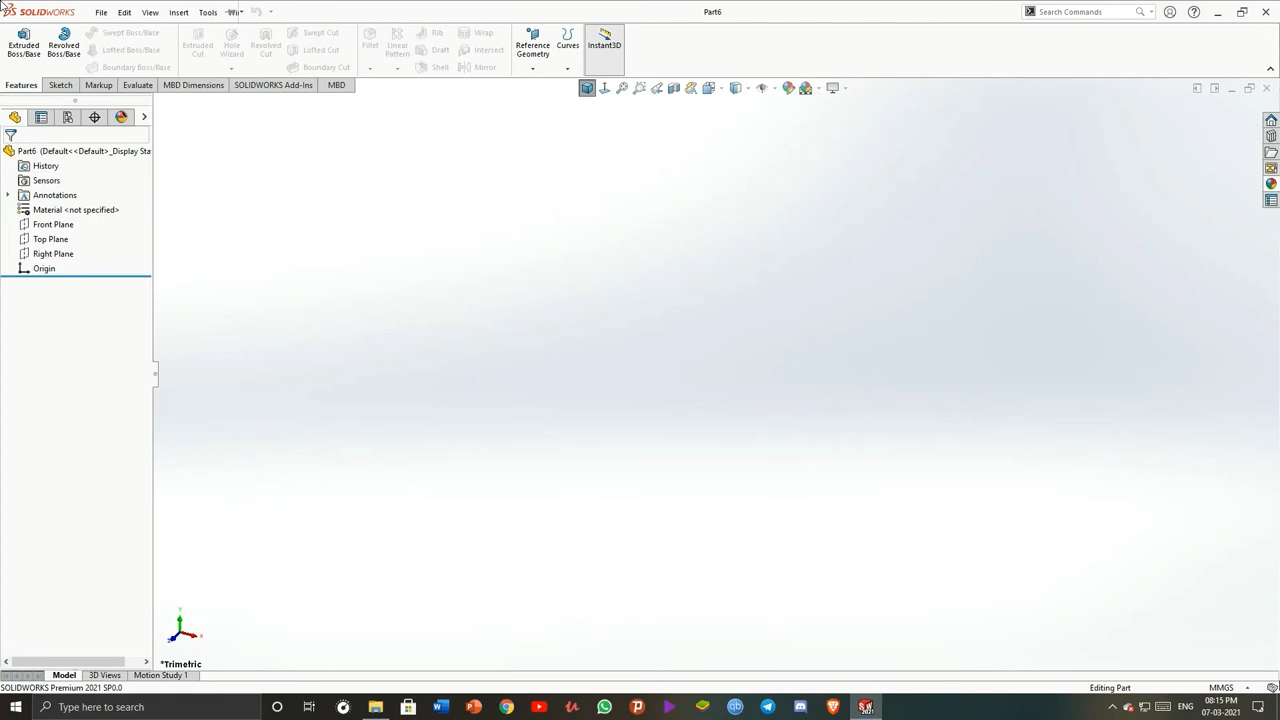 SOLIDWORKS File Edit View Insert Tools Part6 Search Commands
Extruded Boss/Base
Revolved Boss/Base
Swept Boss/Base
Lofted Boss/Base
Boundary Boss/Base
Extruded Cut
Hole Wizard
Revolved Cut
Swept Cut
Lofted Cut
Boundary Cut
Fillet
Linear Pattern
Rib
Draft
Shell
Wrap
Intersect
Mirror
Reference Geometry
Curves
Instant3D
Features Sketch Markup Evaluate MBD Dimensions SOLIDWORKS Add-Ins MBD
Part6 (Default<<Default>_Display Sta
History
Sensors
Annotations
Material <not specified>
Front Plane
Top Plane
Right Plane
Origin
Y
X
Z
*Trimetric
Model 3D Views Motion Study 1
SOLIDWORKS Premium 2021 SP0.0 Editing Part MMGS
Type here to search
ENG
08:15 PM
07-03-2021